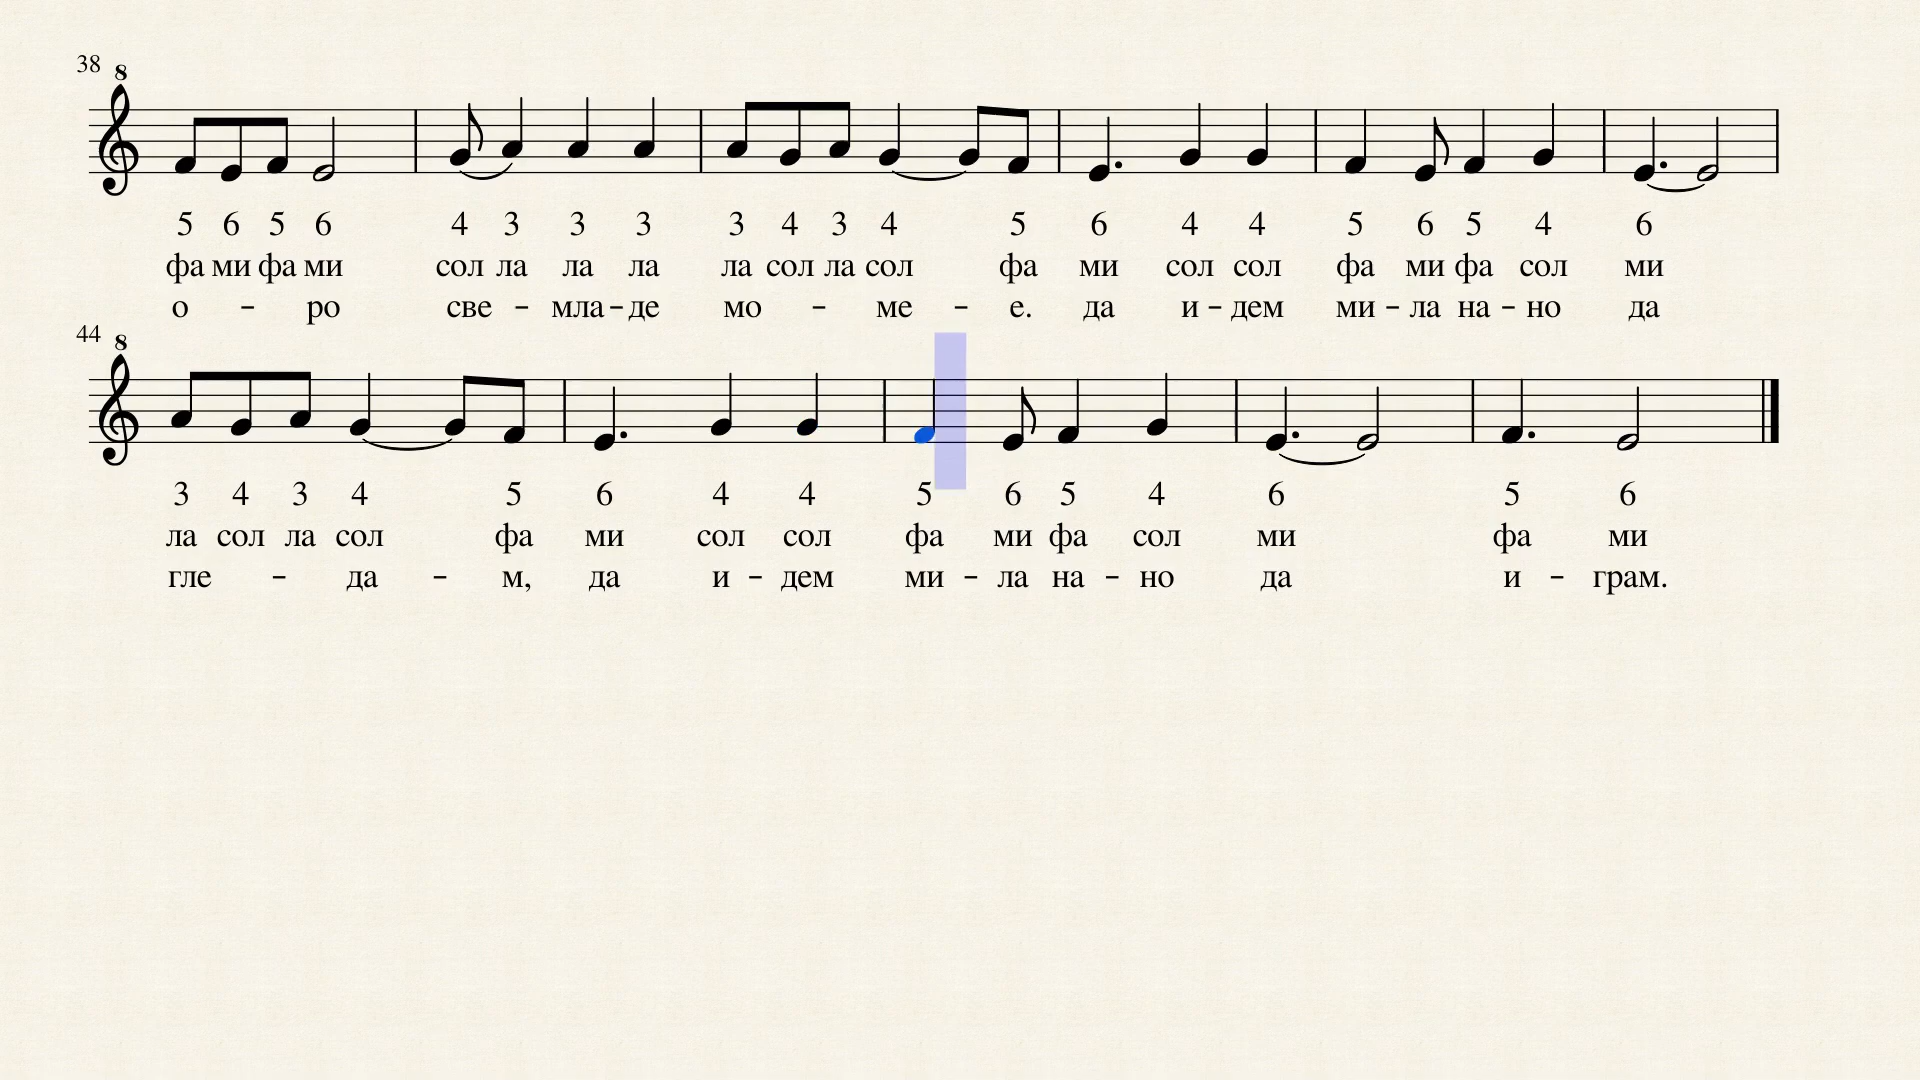 38
8
5 6 5 6 4 3 3 3 3 4 3 4 5 6 4 4 5 6 5 4 6
фа ми фа ми сол ла ла ла ла сол ла сол фа ми сол сол фа ми фа сол ми
о - ро све - мла - де мо - ме - е. да и - дем ми - ла на - но да
44
8
3 4 3 4 5 6 4 4 5 6 5 4 6 5 6
ла сол ла сол фа ми сол сол фа ми фа сол ми фа ми
гле - да - м, да и - дем ми - ла на - но да и - грам.